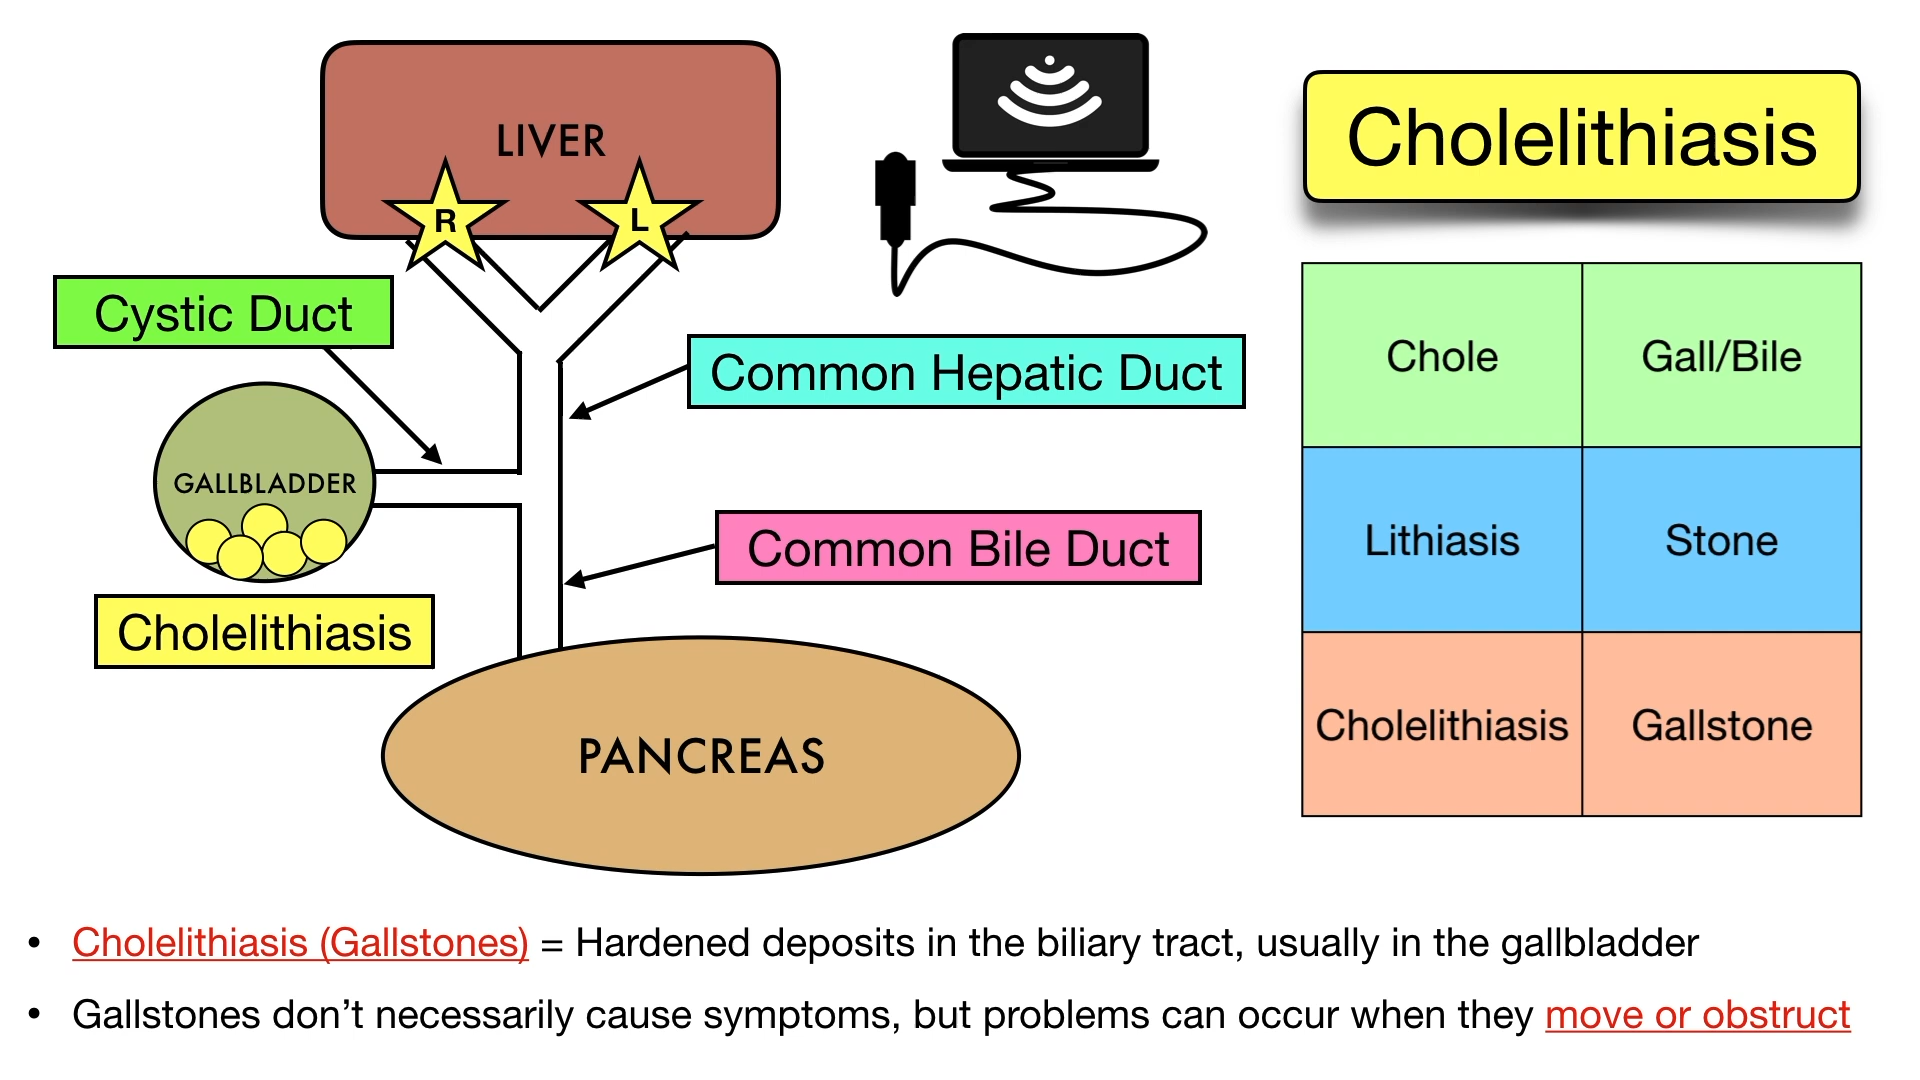 LIVER
R
L
Cholelithiasis
Cystic Duct
Common Hepatic Duct
Chole
Gall/Bile
GALLBLADDER
Common Bile Duct
Lithiasis
Stone
Cholelithiasis
PANCREAS
Cholelithiasis
Gallstone
• Cholelithiasis (Gallstones) = Hardened deposits in the biliary tract, usually in the gallbladder
• Gallstones don’t necessarily cause symptoms, but problems can occur when they move or obstruct